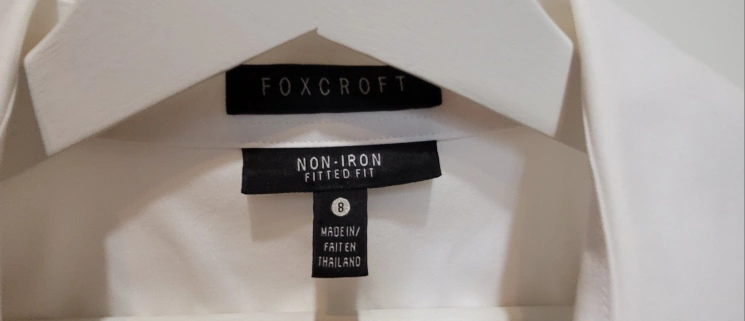 FOXCROFT
NON-IRON
FITTED FIT
8
MADE IN/
FAIT EN
THAILAND